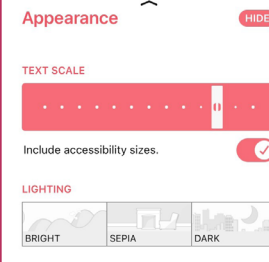 Appearance
HIDE
TEXT SCALE
Include accessibility sizes.
LIGHTING
BRIGHT
SEPIA
DARK